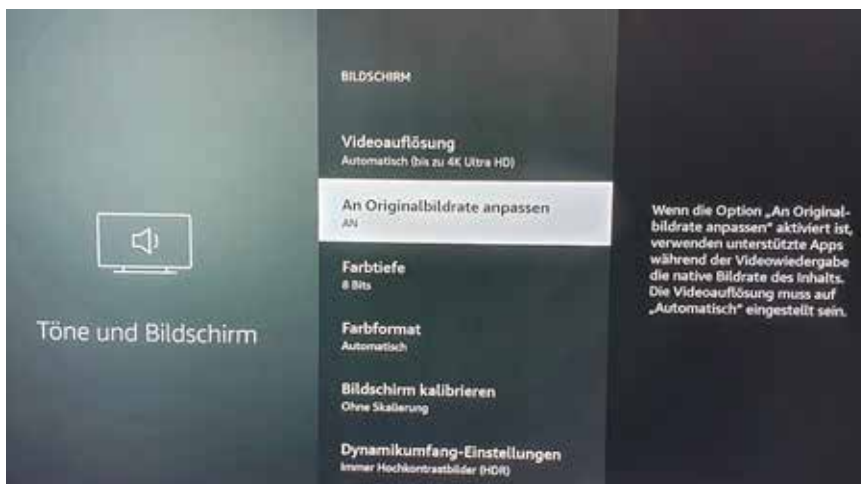 Töne und Bildschirm
BILDSCHIRM
Videoauflösung
Automatisch (bis zu 4K Ultra HD)
An Originalbildrate anpassen
AN
Farbtiefe
8 Bits
Farbformat
Automatisch
Bildschirm kalibrieren
Ohne Skalierung
Dynamikumfang-Einstellungen
Immer Hochkontrastbilder (HDR)
Wenn die Option „An Original-
bildrate anpassen“ aktiviert ist,
verwenden unterstützte Apps
während der Videowiedergabe
die native Bildrate des Inhalts.
Die Videoauflösung muss auf
„Automatisch“ eingestellt sein.